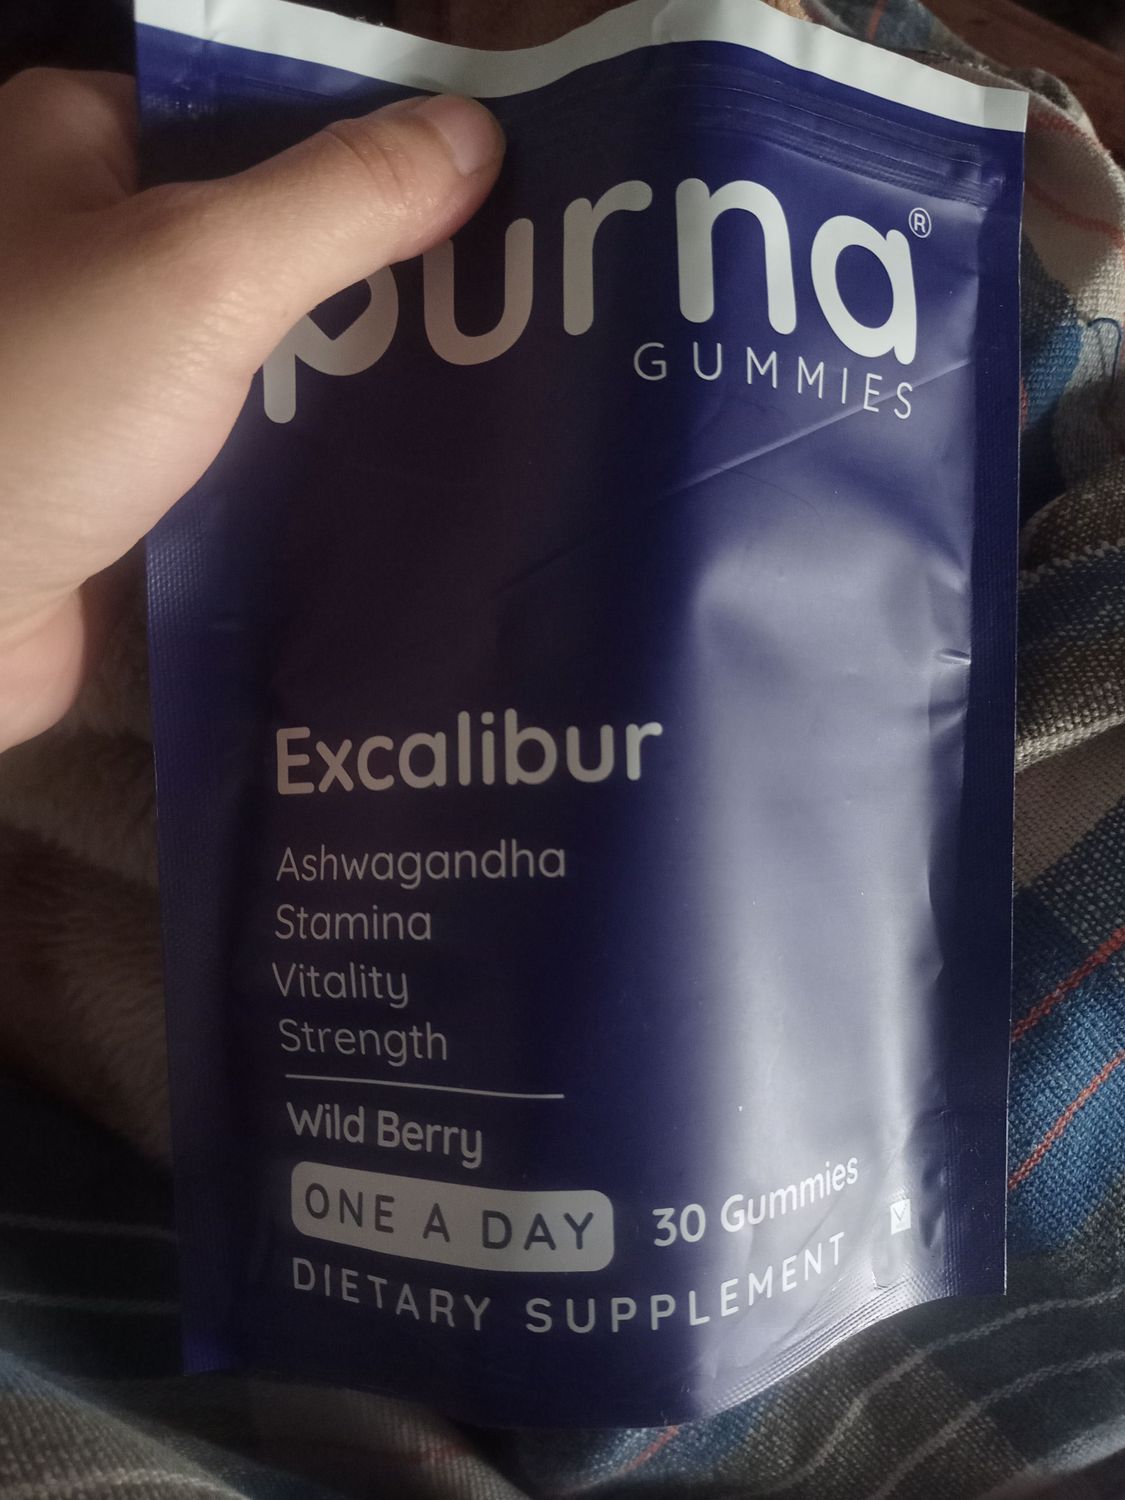 purna®
GUMMIES
Excalibur
Ashwagandha
Stamina
Vitality
Strength
Wild Berry
ONE A DAY
30 Gummies
DIETARY SUPPLEMENT